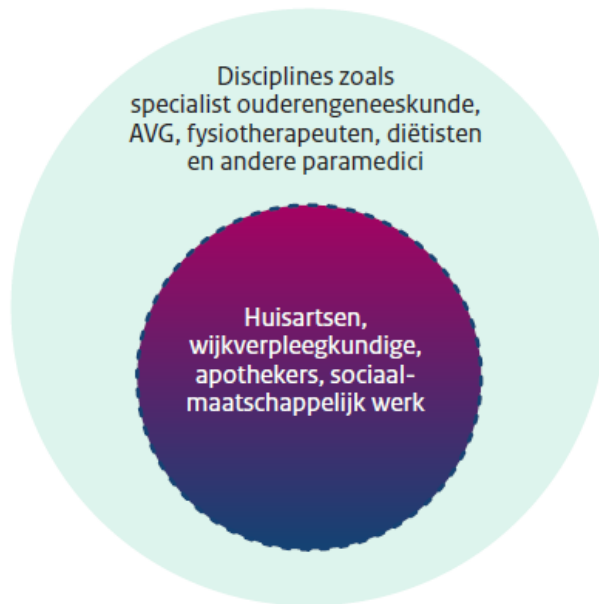 Disciplines zoals
specialist ouderengeneeskunde,
AVG, fysiotherapeuten, diëtisten
en andere paramedici
Huisartsen,
wijkverpleegkundige,
apothekers, sociaal-
maatschappelijk werk